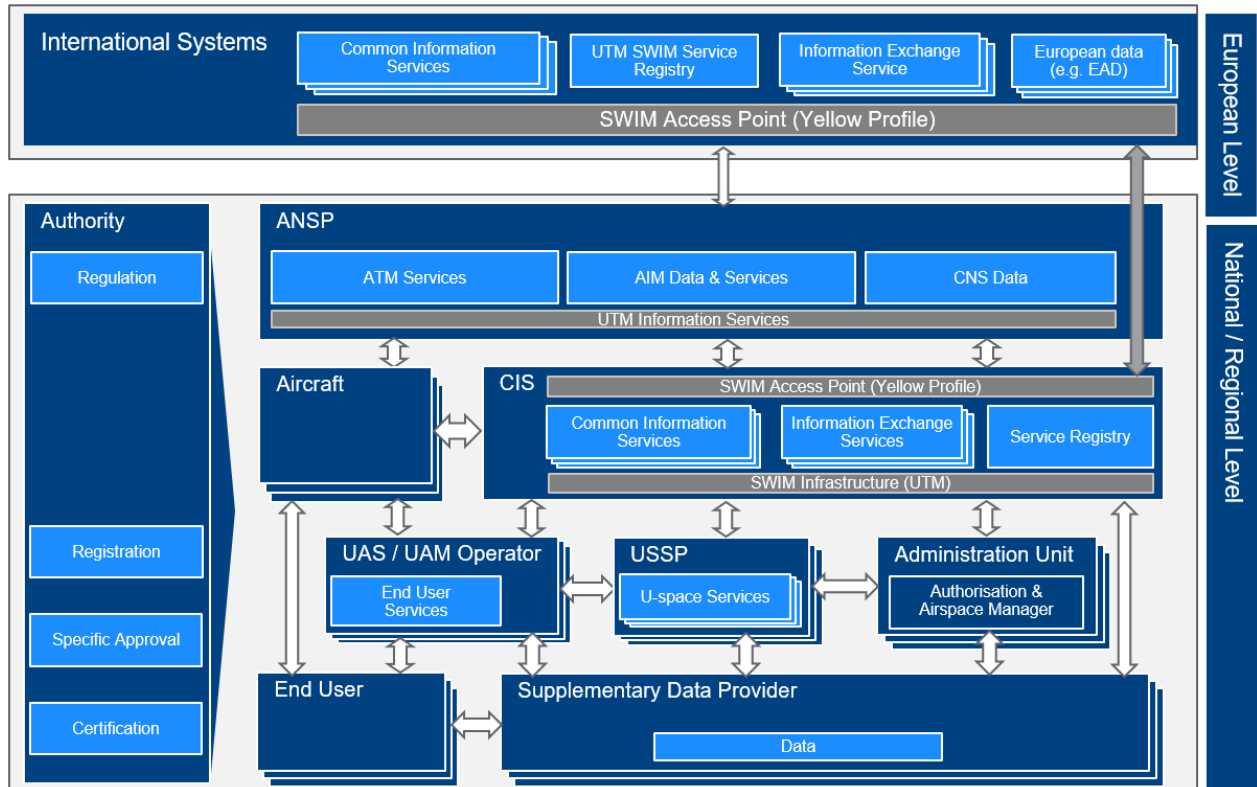 International Systems
Common Information
Services
UTM SWIM Service
Registry
Information Exchange
Service
European data
(e.g. EAD)
SWIM Access Point (Yellow Profile)
European Level
Authority
Regulation
Registration
Specific Approval
Certification
ANSP
ATM Services
AIM Data & Services
CNS Data
UTM Information Services
National / Regional Level
Aircraft
CIS
SWIM Access Point (Yellow Profile)
Common Information
Services
Information Exchange
Services
Service Registry
SWIM Infrastructure (UTM)
UAS / UAM Operator
End User
Services
USSP
U-space Services
Administration Unit
Authorisation &
Airspace Manager
End User
Supplementary Data Provider
Data